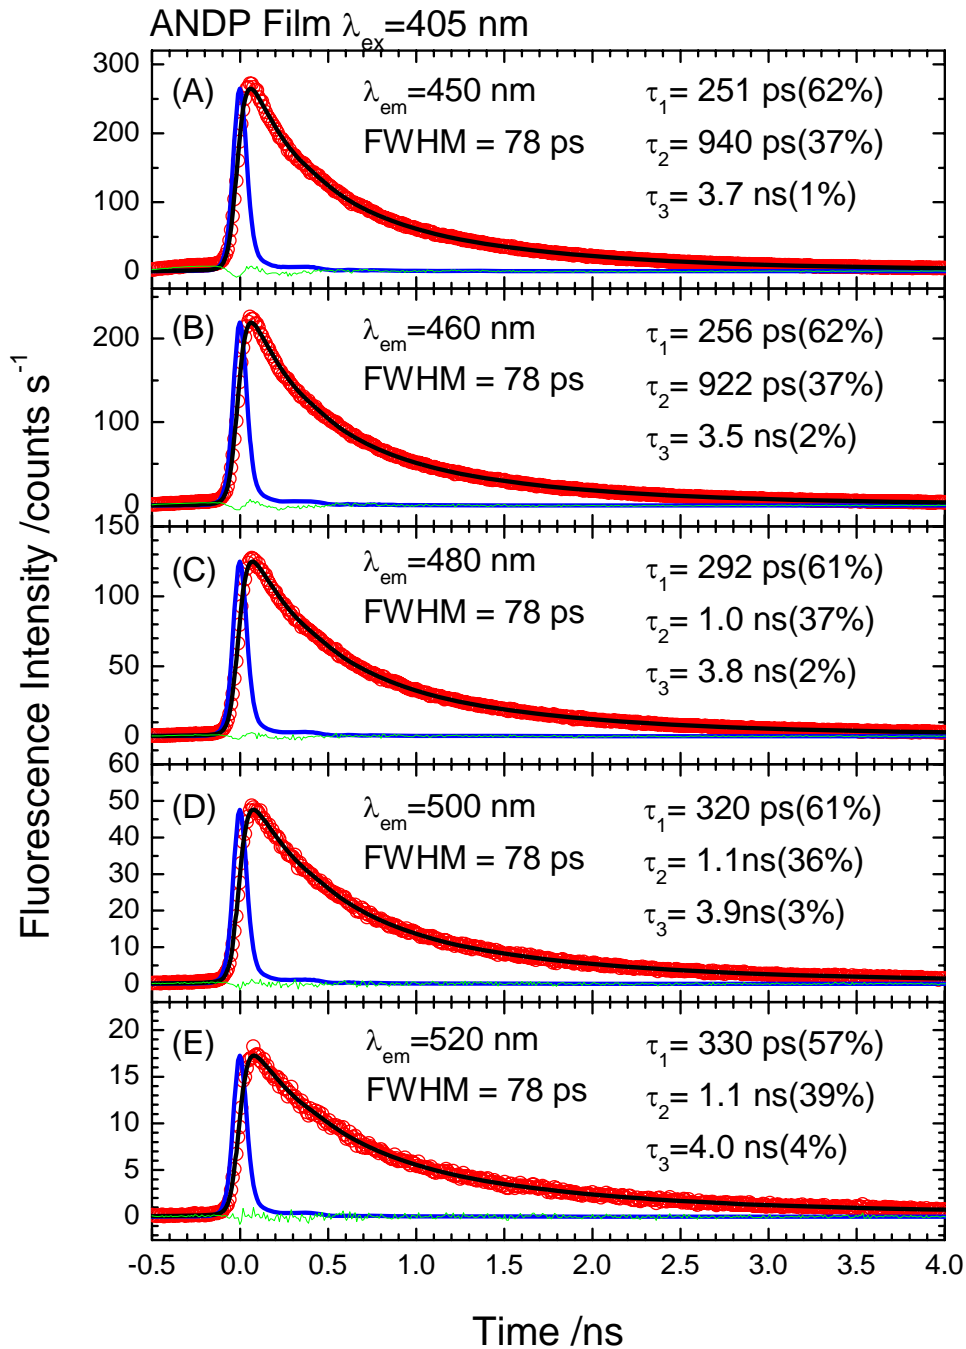 ANDP Film λex=405 nm
Fluorescence Intensity /counts s-1
300
200
100
0
(A)
λem=450 nm
FWHM = 78 ps
τ1= 251 ps(62%)
τ2= 940 ps(37%)
τ3= 3.7 ns(1%)
200
100
0
(B)
λem=460 nm
FWHM = 78 ps
τ1= 256 ps(62%)
τ2= 922 ps(37%)
τ3= 3.5 ns(2%)
150
100
50
0
(C)
λem=480 nm
FWHM = 78 ps
τ1= 292 ps(61%)
τ2= 1.0 ns(37%)
τ3= 3.8 ns(2%)
60
50
40
30
20
10
0
(D)
λem=500 nm
FWHM = 78 ps
τ1= 320 ps(61%)
τ2= 1.1ns(36%)
τ3= 3.9ns(3%)
20
15
10
5
0
(E)
λem=520 nm
FWHM = 78 ps
τ1= 330 ps(57%)
τ2= 1.1 ns(39%)
τ3=4.0 ns(4%)
-0.5 0.0 0.5 1.0 1.5 2.0 2.5 3.0 3.5 4.0
Time /ns